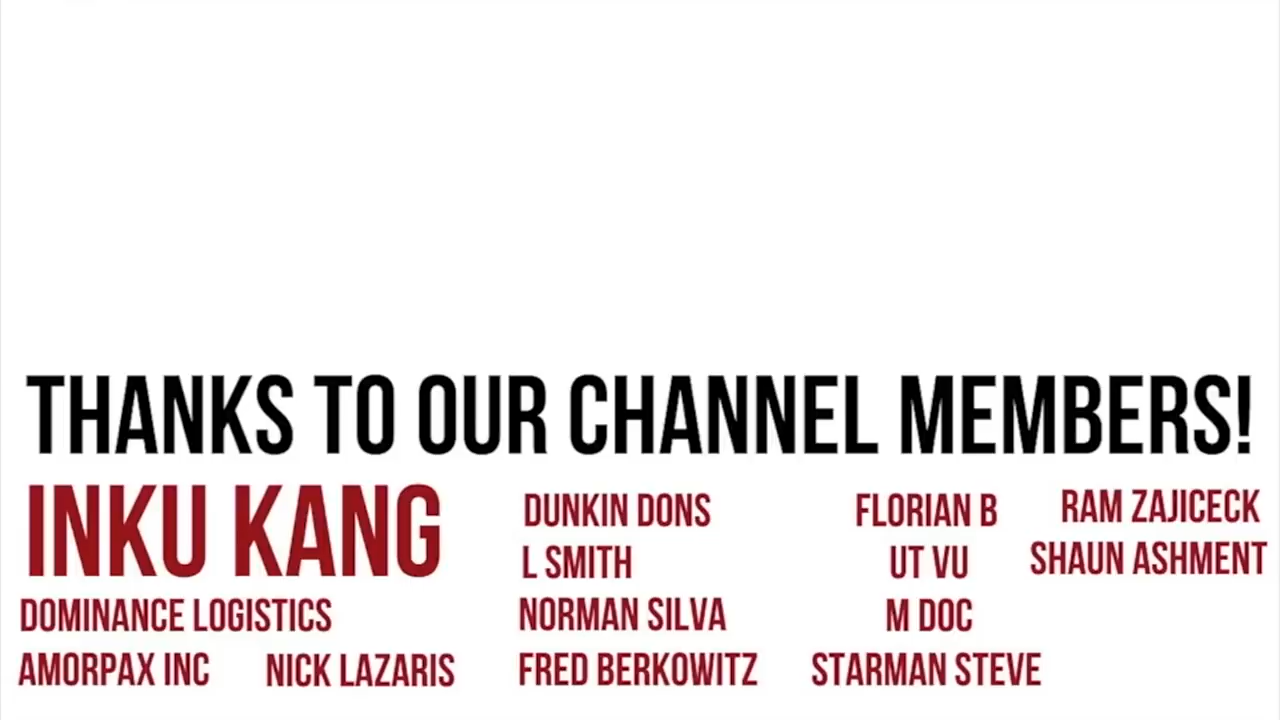 THANKS TO OUR CHANNEL MEMBERS!
INKU KANG
DOMINANCE LOGISTICS
AMORPAX INC
NICK LAZARIS
DUNKIN DONS
L SMITH
NORMAN SILVA
FRED BERKOWITZ
FLORIAN B
UT VU
M DOC
STARMAN STEVE
RAM ZAJICECK
SHAUN ASHMENT